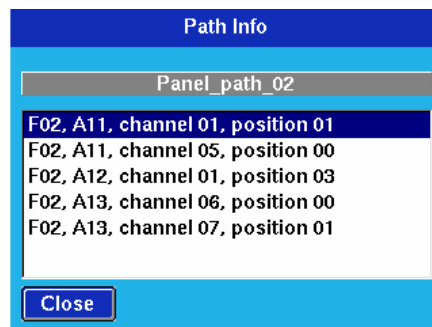 Path Info
Panel_path_02
F02, A11, channel 01, position 01
F02, A11, channel 05, position 00
F02, A12, channel 01, position 03
F02, A13, channel 06, position 00
F02, A13, channel 07, position 01
Close